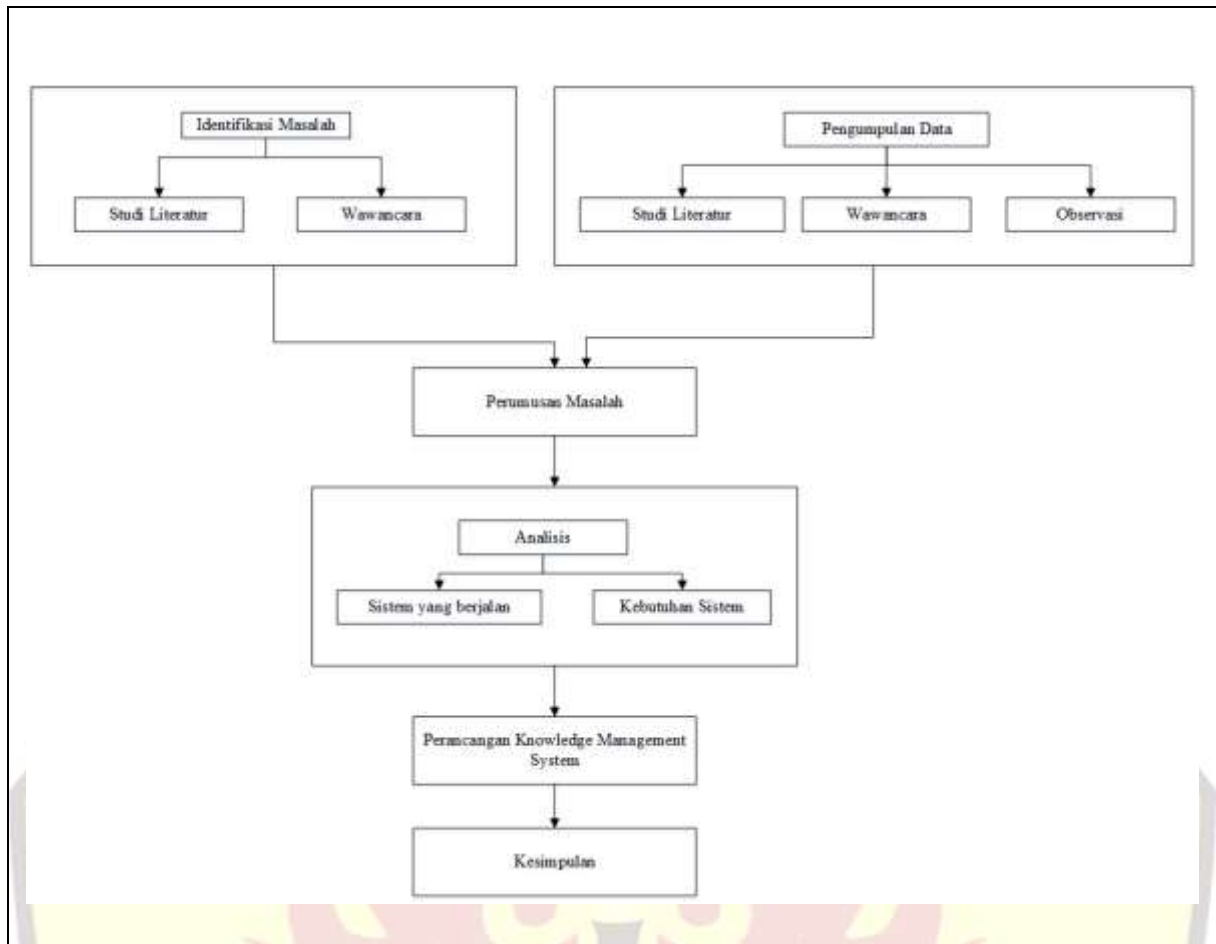 Identifikasi Masalah
Studi Literatur
Wawancara
Pengumpulan Data
Studi Literatur
Wawancara
Observasi
Perumusan Masalah
Analisis
Sistem yang berjalan
Kebutuhan Sistem
Perancangan Knowledge Management
System
Kesimpulan